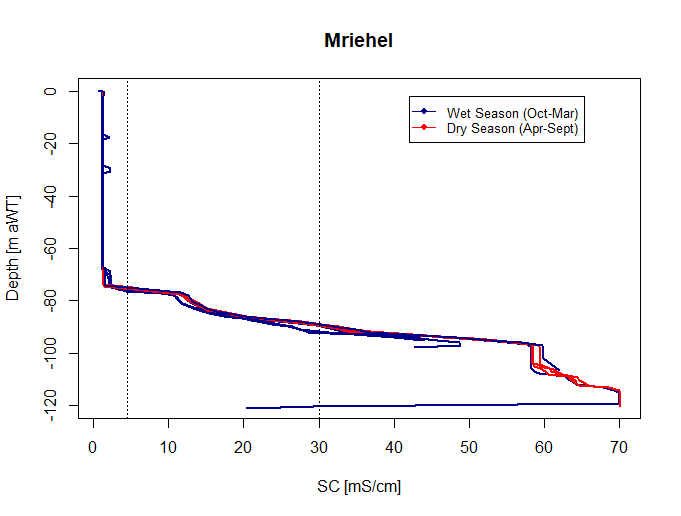 Mriehel
Wet Season (Oct-Mar)
Dry Season (Apr-Sept)
Depth [m aWT]
0
-20
-40
-60
-80
-100
-120
0 10 20 30 40 50 60 70
SC [mS/cm]